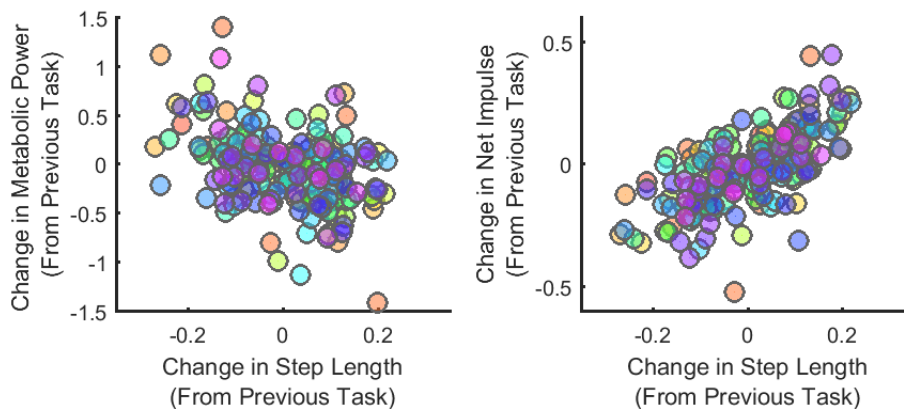 Change in Metabolic Power
(From Previous Task)
1.5
1
0.5
0
-0.5
-1
-1.5
-0.2
0
0.2
Change in Step Length
(From Previous Task)
Change in Net Impulse
(From Previous Task)
0.5
0
-0.5
-0.2
0
0.2
Change in Step Length
(From Previous Task)